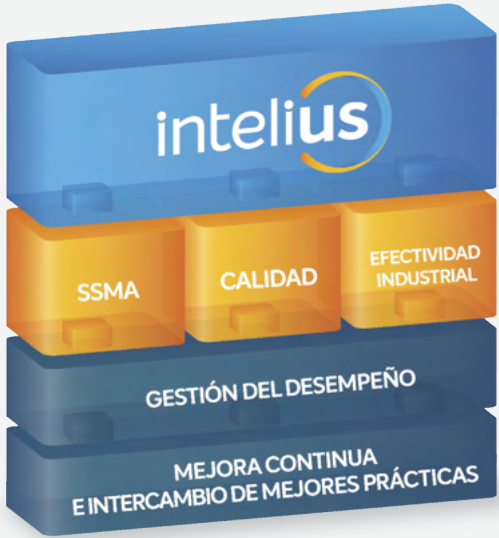 intelius
SSMA
CALIDAD
EFECTIVIDAD
INDUSTRIAL
GESTIÓN DEL DESEMPEÑO
MEJORA CONTINUA
E INTERCAMBIO DE MEJORES PRÁCTICAS